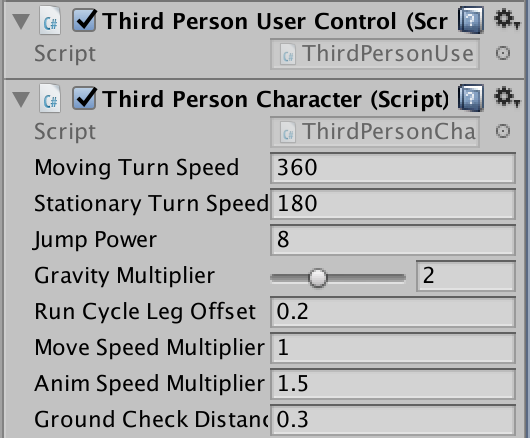 Third Person User Control (Scr
Script ThirdPersonUse
Third Person Character (Script)
Script ThirdPersonCha
Moving Turn Speed 360
Stationary Turn Speed 180
Jump Power 8
Gravity Multiplier 2
Run Cycle Leg Offset 0.2
Move Speed Multiplier 1
Anim Speed Multiplier 1.5
Ground Check Distanc 0.3